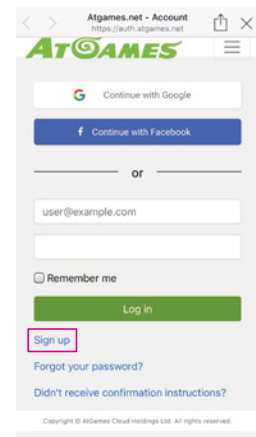 Atgames.net - Account
https://auth.atgames.net
ATGAMES
Continue with Google
Continue with Facebook
or
user@example.com
Remember me
Log in
Sign up
Forgot your password?
Didn't receive confirmation instructions?
Copyright © AtGames Cloud Holdings Ltd. All rights reserved.